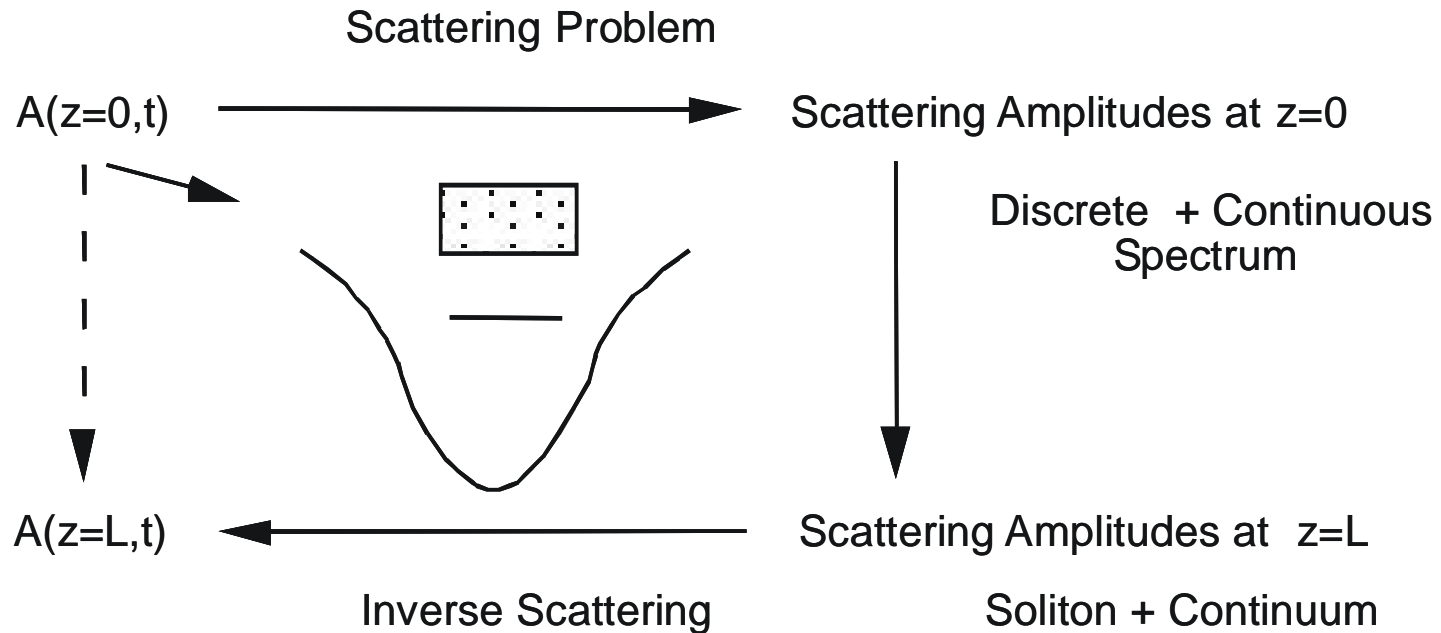 Scattering Problem
A(z=0,t)
Scattering Amplitudes at z=0
Discrete + Continuous
Spectrum
A(z=L,t)
Scattering Amplitudes at z=L
Inverse Scattering
Soliton + Continuum